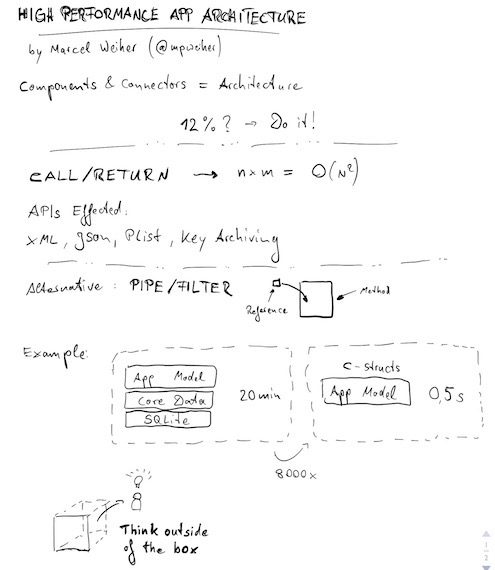 HIGH PERFORMANCE APP ARCHITECTURE
by Marcel Weiher (@mpweiher)
Components & Connectors = Architecture
12%? → Do it!
CALL/RETURN → n×m = O(N²)
APIs Effected:
XML, json, PList, Key Archiving
Alternative: PIPE/FILTER
Reference
Method
Example:
App Model
Core Data
SQLite
20 min
C-structs
App Model
0,5 s
8000x
Think outside
of the box
1
2